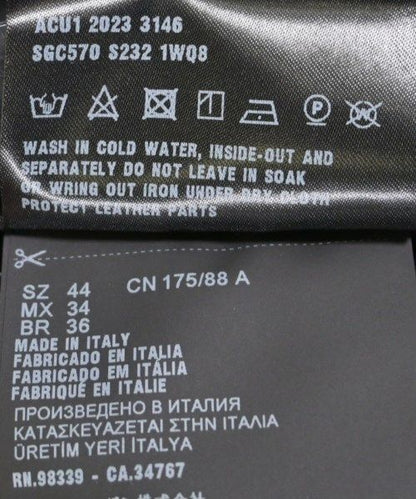 ACU1 2023 3146
SGC570 S232 1WQ8
WASH IN COLD WATER, INSIDE-OUT AND
SEPARATELY DO NOT LEAVE IN SOAK
OR WRING OUT IRON UNDER DRY CLOTH
PROTECT LEATHER PARTS
SZ 44 CN 175/88 A
MX 34
BR 36
MADE IN ITALY
FABRICADO EN ITALIA
FABRICADO EM ITÁLIA
FABRIQUÉ EN ITALIE
ПРОИЗВЕДЕНО В ИТАЛИЯ
ΚΑΤΑΣΚΕΥΑΖΕΤΑΙ ΣΤΗΝ ΙΤΑΛΙΑ
ÜRETİM YERİ İTALYA
RN.98339 - CA.34767